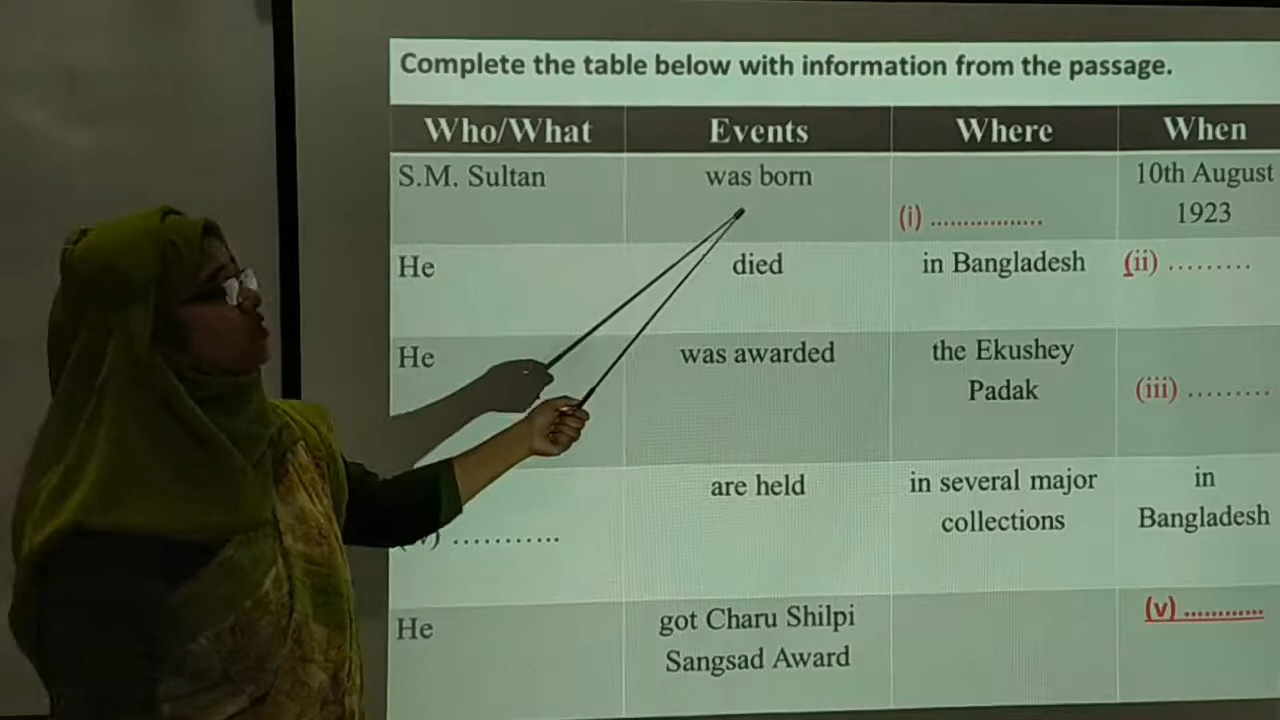 Complete the table below with information from the passage.
Who/What Events Where When
S.M. Sultan was born (i) ................. 10th August
1923
He died in Bangladesh (ii) .........
He was awarded the Ekushey
Padak (iii) .........
are held in several major
collections in
Bangladesh
...........
He got Charu Shilpi
Sangsad Award (v) ............